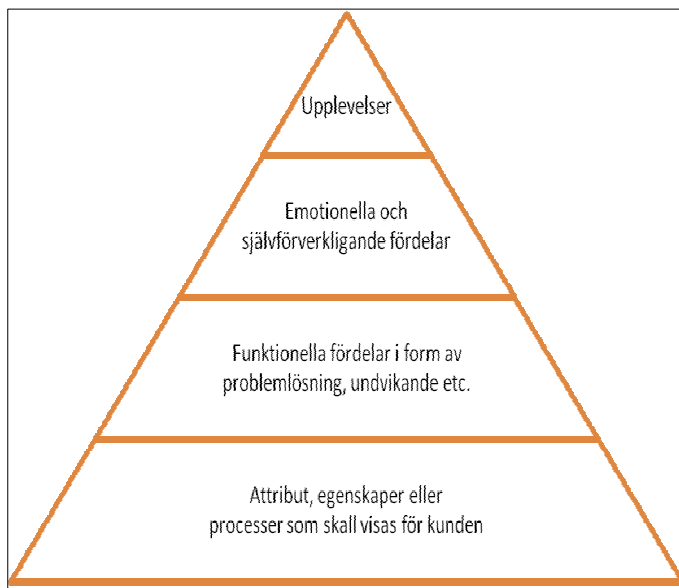 Upplevelser
Emotionella och
självförverkligande fördelar
Funktionella fördelar i form av
problemlösning, undvikande etc.
Attribut, egenskaper eller
processer som skall visas för kunden